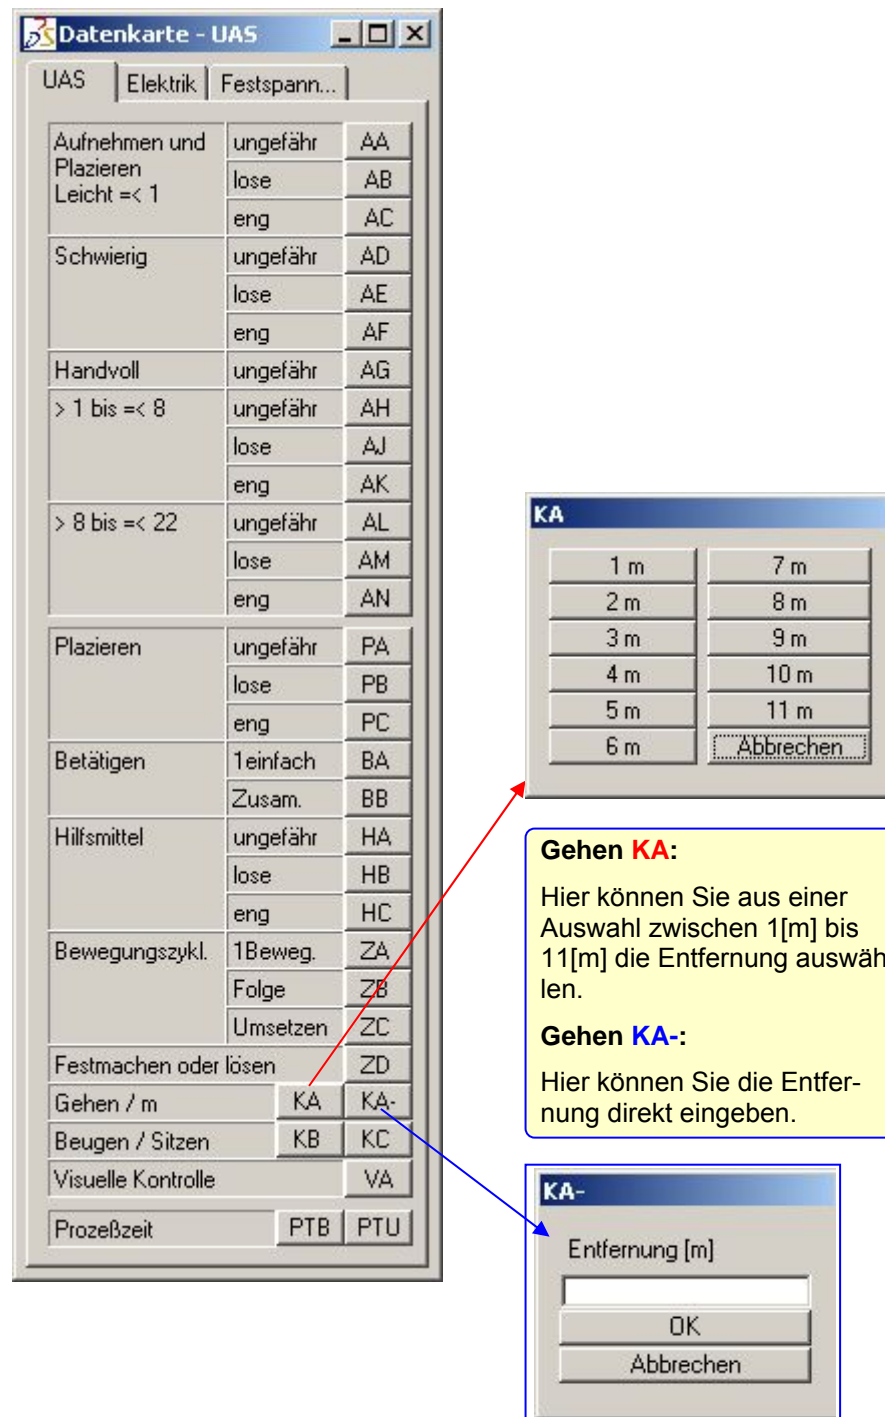 Datenkarte - UAS
UAS Elektrik Festspann...
Aufnehmen und ungefähr AA
Plazieren lose AB
Leicht =< 1
eng AC
Schwierig ungefähr AD
lose AE
eng AF
Handvoll ungefähr AG
> 1 bis =< 8 ungefähr AH
lose AJ
eng AK
> 8 bis =< 22 ungefähr AL
lose AM
eng AN
Plazieren ungefähr PA
lose PB
eng PC
Betätigen 1einfach BA
Zusam. BB
Hilfsmittel ungefähr HA
lose HB
eng HC
Bewegungszykl. 1Beweg. ZA
Folge ZB
Umsetzen ZC
Festmachen oder lösen ZD
Gehen / m KA KA-
Beugen / Sitzen KB KC
Visuelle Kontrolle VA
Prozeßzeit PTB PTU
KA
1 m 7 m
2 m 8 m
3 m 9 m
4 m 10 m
5 m 11 m
6 m Abbrechen
Gehen KA:
Hier können Sie aus einer
Auswahl zwischen 1[m] bis
11[m] die Entfernung auswäh
len.
Gehen KA-:
Hier können Sie die Entfer-
nung direkt eingeben.
KA-
Entfernung [m]
OK
Abbrechen